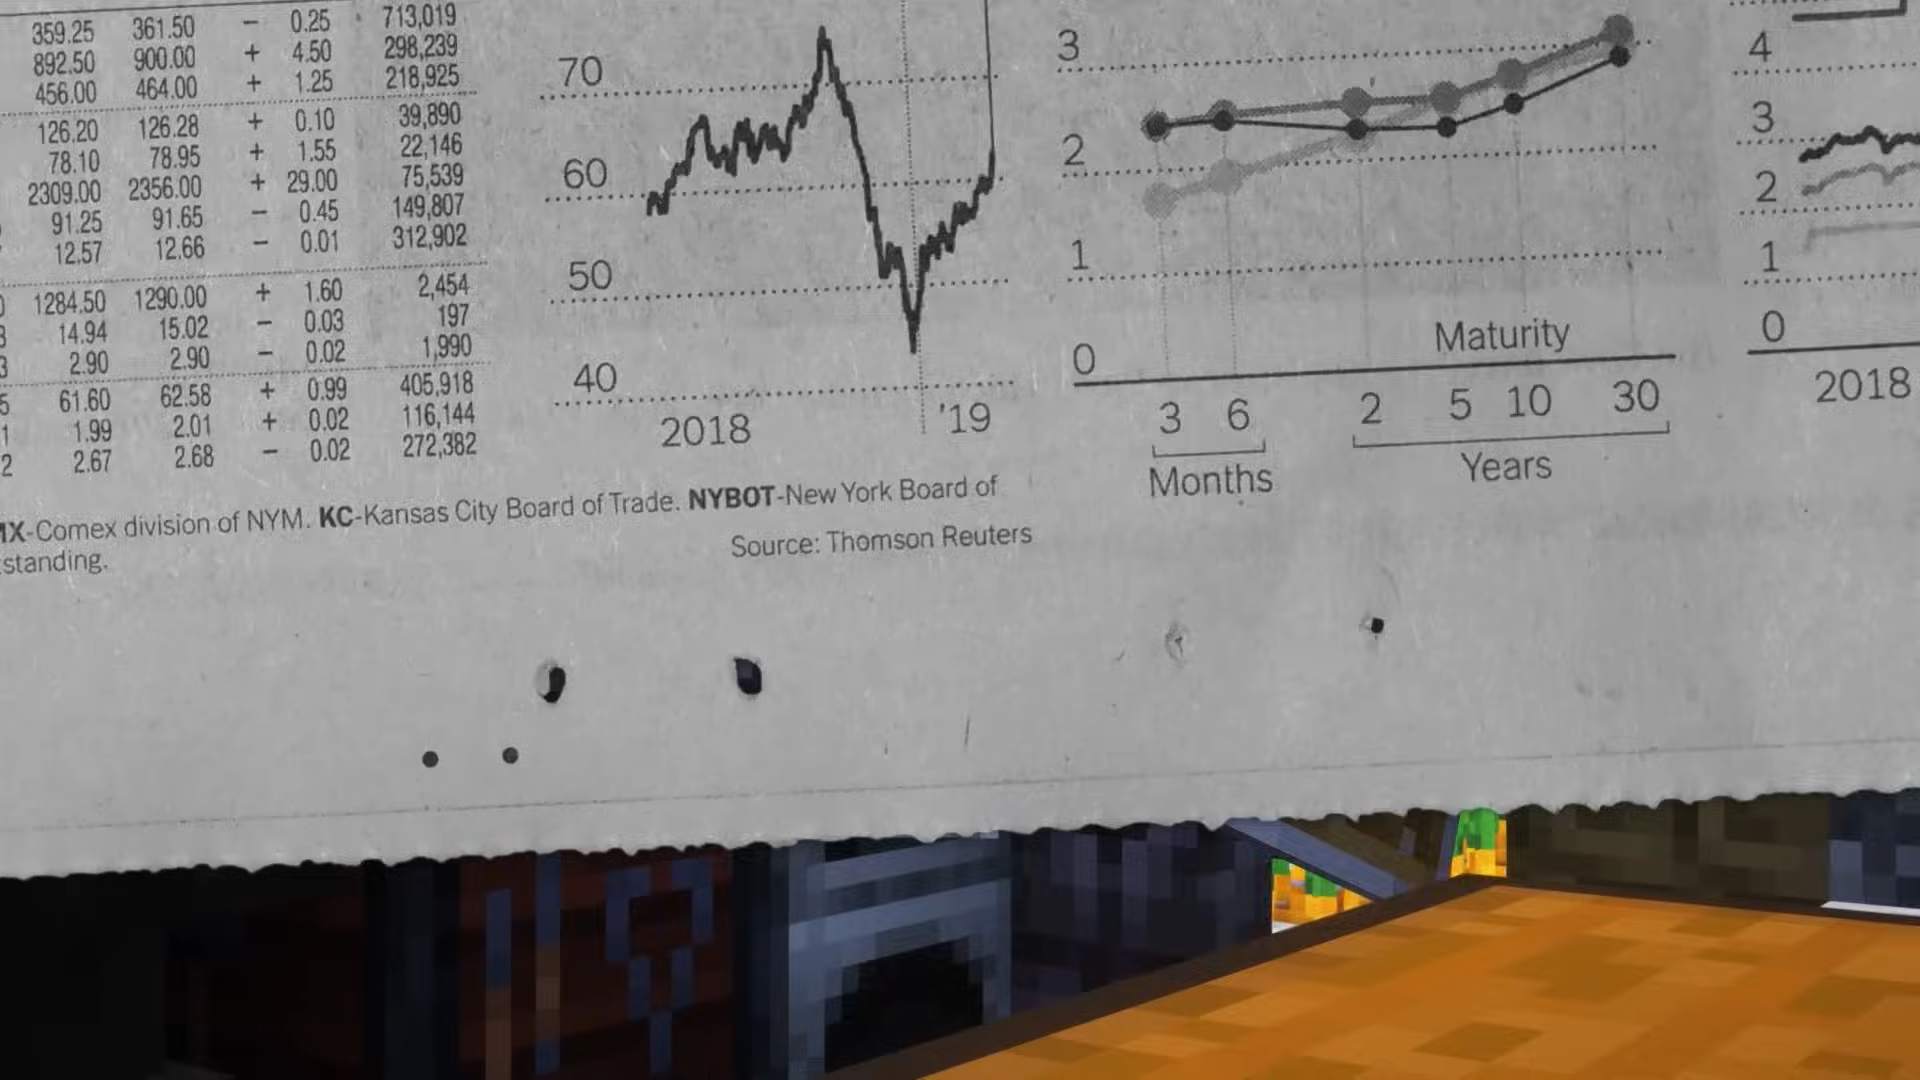 359.25 361.50 − 0.25 713,019
892.50 900.00 + 4.50 298,239
456.00 464.00 + 1.25 218,925
126.20 126.28 + 0.10 39,890
78.10 78.95 + 1.55 22,146
2309.00 2356.00 + 29.00 75,539
91.25 91.65 − 0.45 149,807
12.57 12.66 − 0.01 312,902
1284.50 1290.00 + 1.60 2,454
14.94 15.02 − 0.03 197
2.90 2.90 − 0.02 1,990
61.60 62.58 + 0.99 405,918
1.99 2.01 + 0.02 116,144
2.67 2.68 − 0.02 272,382
70
60
50
40
2018 '19
MX-Comex division of NYM. KC-Kansas City Board of Trade. NYBOT-New York Board of
standing.
Source: Thomson Reuters
3
2
1
0
Maturity
3 6 2 5 10 30
Months Years
4
3
2
1
0
2018